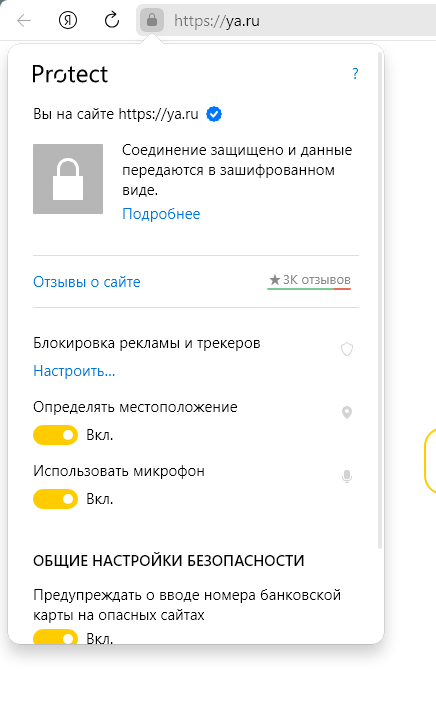 Я https://ya.ru
Protect ?
Вы на сайте https://ya.ru
Соединение защищено и данные
передаются в зашифрованном
виде.
Подробнее
Отзывы о сайте ★3K отзывов
Блокировка рекламы и трекеров
Настроить...
Определять местоположение
Вкл.
Использовать микрофон
Вкл.
ОБЩИЕ НАСТРОЙКИ БЕЗОПАСНОСТИ
Предупреждать о вводе номера банковской
карты на опасных сайтах
Вкл.